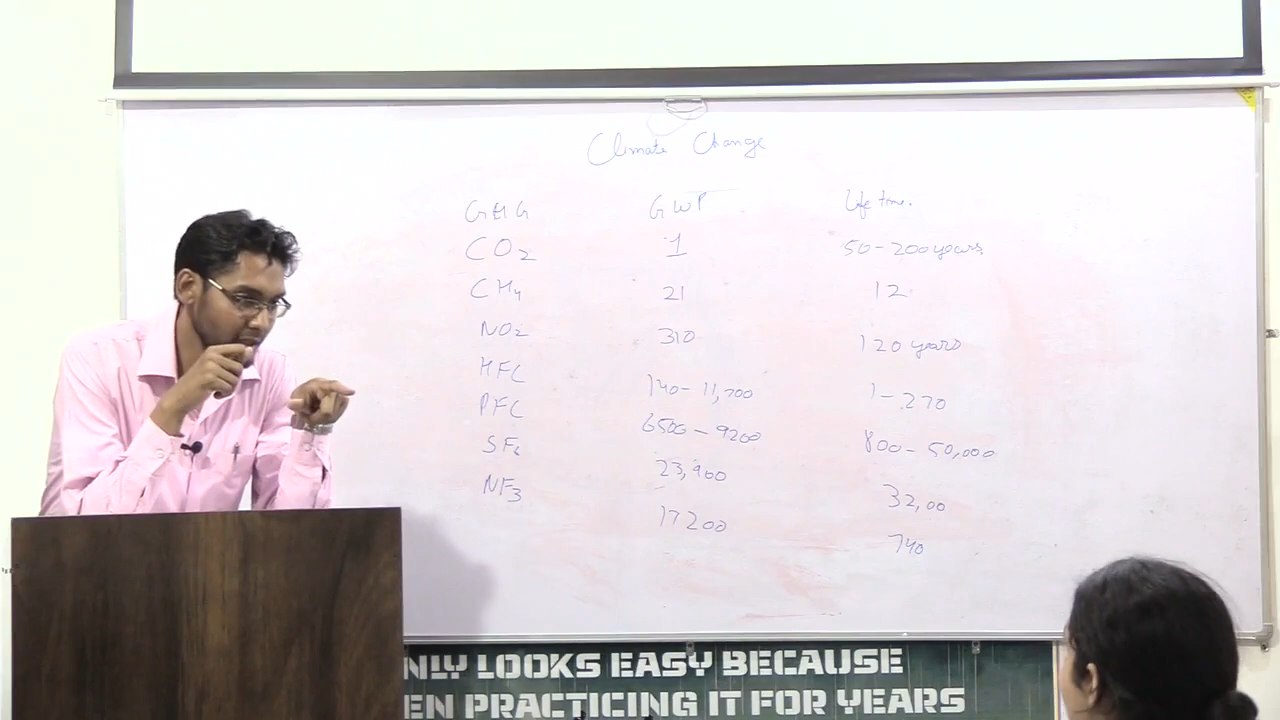 Climate Change
GHG GWP Life time.
CO2 1 50-200years.
CH4 21 12
NO2 310 120 years
HFC 140-11,700 1-270
PFC 6500-9200 800-50,000
SF6 23,900 32,00
NF3 17200 740
NLY LOOKS EASY BECAUSE
EN PRACTICING IT FOR YEARS